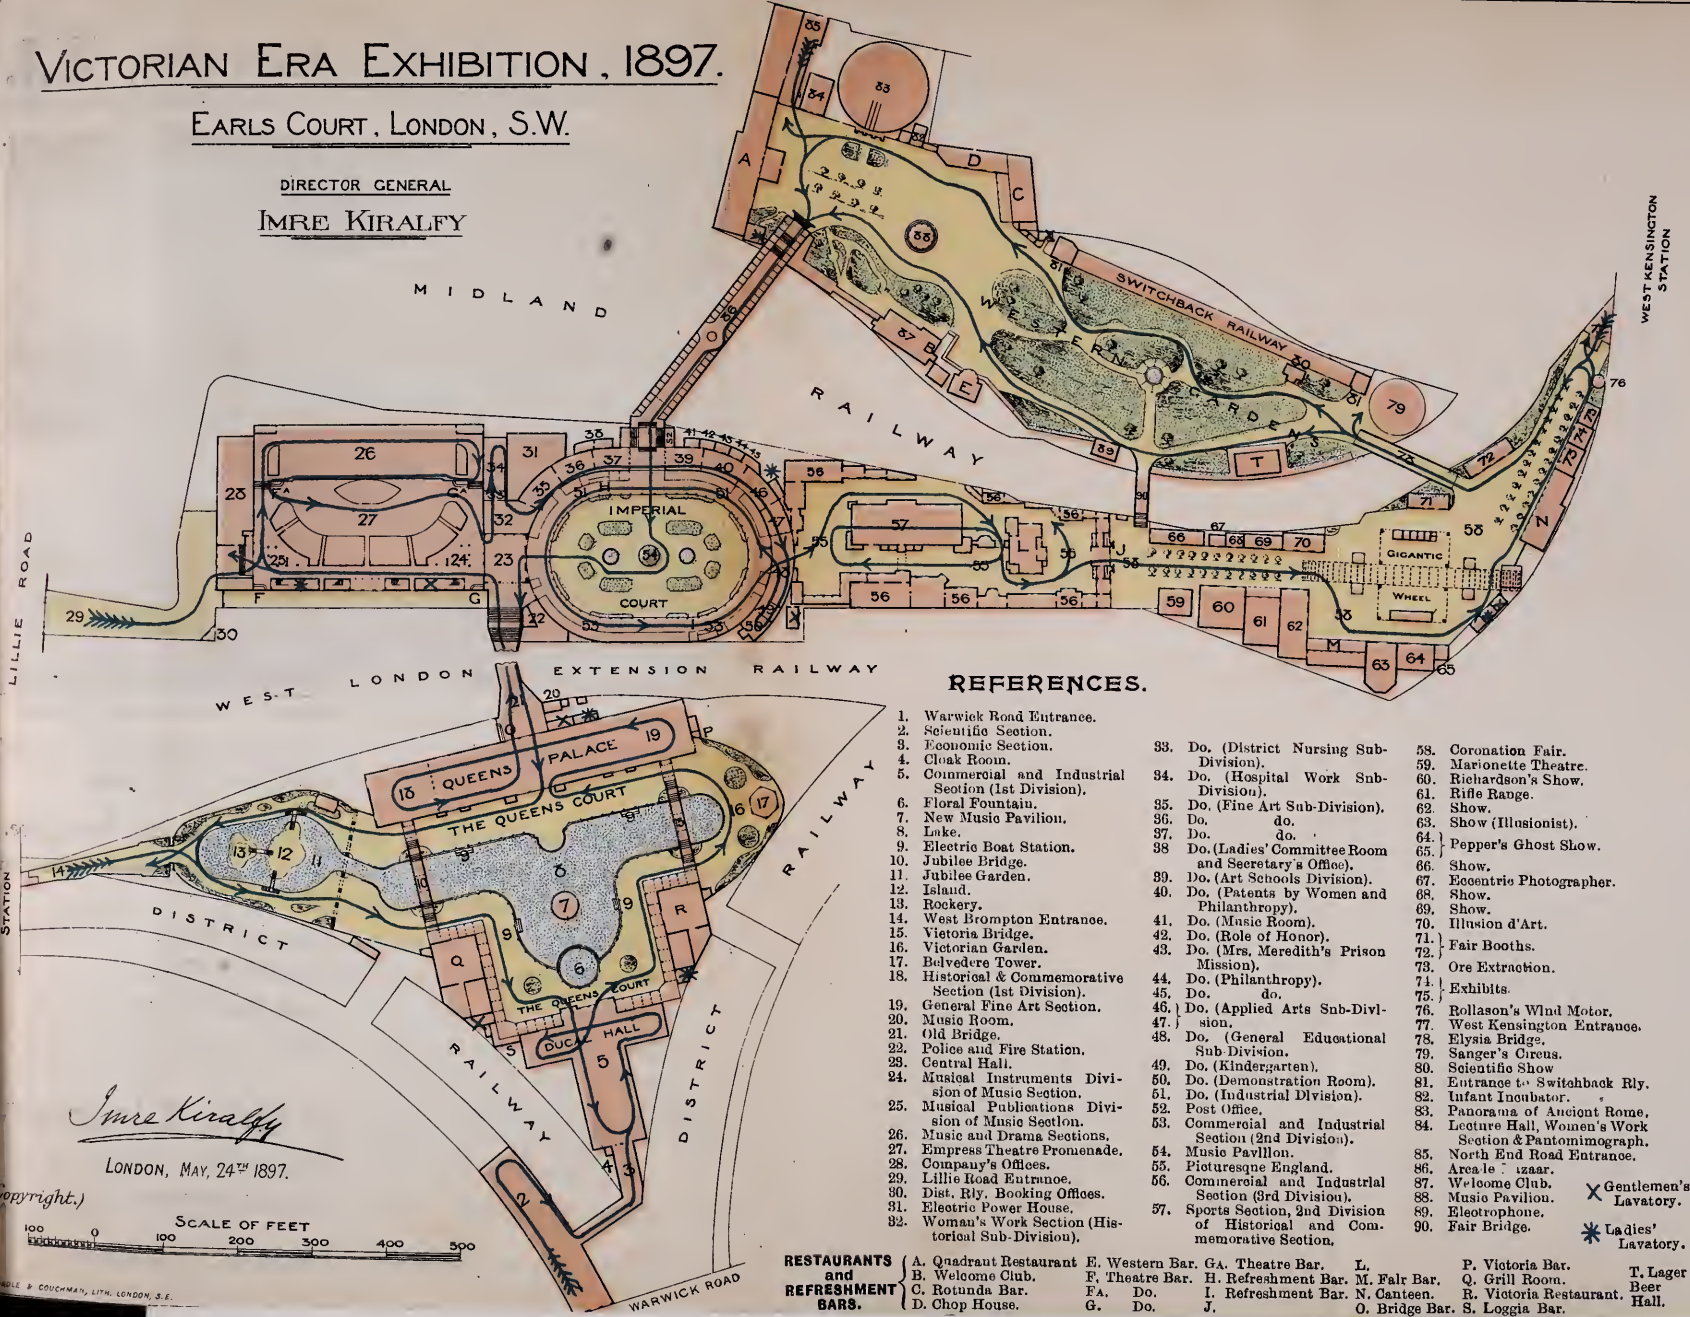 VICTORIAN ERA EXHIBITION, 1897.
EARLS COURT, LONDON, S.W.
DIRECTOR GENERAL
IMRE KIRALFY
MIDLAND
RAILWAY
WESTERN GARDENS
SWITCHBACK RAILWAY
WEST KENSINGTON
STATION
LILLIE ROAD
IMPERIAL
COURT
GIGANTIC
WHEEL
WEST LONDON EXTENSION RAILWAY
QUEENS PALACE
THE QUEENS COURT
THE QUEENS COURT
DUCAL HALL
STATION
DISTRICT
RAILWAY
DISTRICT
RAILWAY
WARWICK ROAD
Imre Kiralfy
LONDON, MAY, 24TH 1897.
opyright.)
SCALE OF FEET
100 0 100 200 300 400 500
& COUCHMAN, LITH. LONDON, S.E.
REFERENCES.
1. Warwick Road Entrance.
2. Scientific Section.
3. Economic Section.
4. Cloak Room.
5. Commercial and Industrial
Section (1st Division).
6. Floral Fountain.
7. New Music Pavilion.
8. Lake.
9. Electric Boat Station.
10. Jubilee Bridge.
11. Jubilee Garden.
12. Island.
13. Rockery.
14. West Brompton Entrance.
15. Victoria Bridge.
16. Victorian Garden.
17. Belvedere Tower.
18. Historical & Commemorative
Section (1st Division).
19. General Fine Art Section.
20. Music Room.
21. Old Bridge.
22. Police and Fire Station.
23. Central Hall.
24. Musical Instruments Divi-
sion of Music Section.
25. Musical Publications Divi-
sion of Music Section.
26. Music and Drama Sections.
27. Empress Theatre Promenade.
28. Company's Offices.
29. Lillie Road Entrance.
30. Dist. Rly. Booking Offices.
31. Electric Power House.
32. Woman's Work Section (His-
torical Sub-Division).
33. Do. (District Nursing Sub-
Division).
34. Do. (Hospital Work Sub-
Division).
35. Do. (Fine Art Sub-Division).
36. Do. do.
37. Do. do.
38 Do. (Ladies' Committee Room
and Secretary's Office).
39. Do. (Art Schools Division).
40. Do. (Patents by Women and
Philanthropy).
41. Do. (Music Room).
42. Do. (Role of Honor).
43. Do. (Mrs. Meredith's Prison
Mission).
44. Do. (Philanthropy).
45. Do. do.
46. Do. (Applied Arts Sub-Divi-
47. sion.
48. Do. (General Educational
Sub-Division.
49. Do. (Kindergarten).
50. Do. (Demonstration Room).
51. Do. (Industrial Division).
52. Post Office.
53. Commercial and Industrial
Section (2nd Division).
54. Music Pavilion.
55. Picturesque England.
56. Commercial and Industrial
Section (3rd Division).
57. Sports Section, 2nd Division
of Historical and Com-
memorative Section.
58. Coronation Fair.
59. Marionette Theatre.
60. Richardson's Show.
61. Rifle Range.
62. Show.
63. Show (Illusionist).
64.
65. Pepper's Ghost Show.
66. Show.
67. Eccentric Photographer.
68. Show.
69. Show.
70. Illusion d'Art.
71.
72. Fair Booths.
73. Ore Extraction.
74.
75. Exhibits.
76. Rollason's Wind Motor.
77. West Kensington Entrance.
78. Elysia Bridge.
79. Sanger's Circus.
80. Scientific Show
81. Entrance to Switchback Rly.
82. Infant Incubator.
83. Panorama of Ancient Rome.
84. Lecture Hall, Women's Work
Section & Pantomimograph.
85. North End Road Entrance.
86.
87. Welcome Club.
88. Music Pavilion.
89. Electrophone.
90. Fair Bridge.
X Gentlemen's
Lavatory.
Ladies'
Lavatory.
RESTAURANTS
and
REFRESHMENT
BARS.
A. Quadrant Restaurant
B. Welcome Club.
C. Rotunda Bar.
D. Chop House.
E. Western Bar.
F. Theatre Bar.
FA. Do.
G. Do.
GA. Theatre Bar.
H. Refreshment Bar.
I. Refreshment Bar.
J.
L.
M. Fair Bar.
N. Canteen.
O. Bridge Bar.
P. Victoria Bar.
Q. Grill Room.
R. Victoria Restaurant.
S. Loggia Bar.
T. Lager
Beer
Hall.